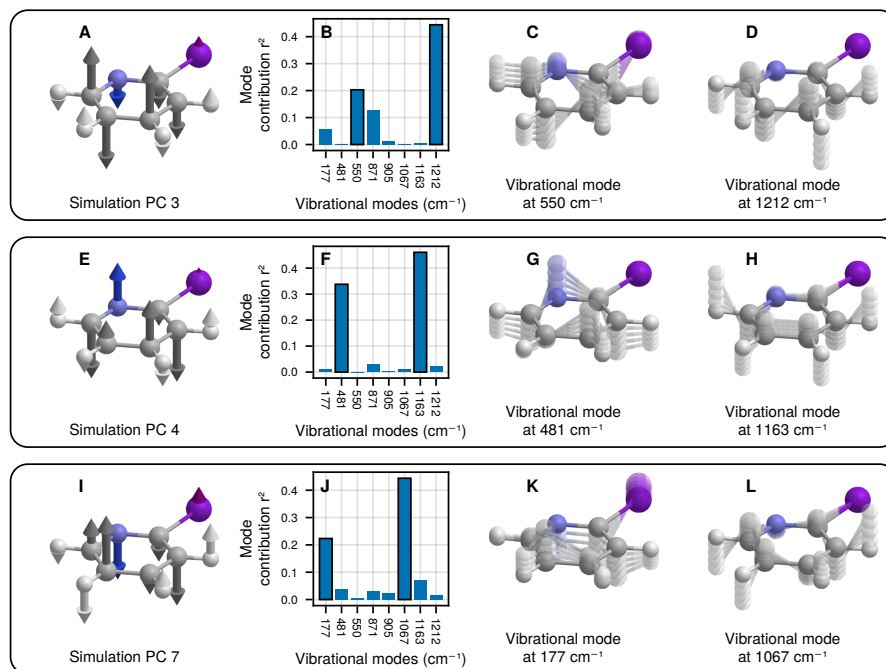 A
B
C
D
Mode
contribution r²
0.4
0.3
0.2
0.1
0.0
177
481
550
871
905
1067
1163
1212
Simulation PC 3
Vibrational modes (cm⁻¹)
Vibrational mode
at 550 cm⁻¹
Vibrational mode
at 1212 cm⁻¹
E
F
G
H
Mode
contribution r²
0.4
0.3
0.2
0.1
0.0
177
481
550
871
905
1067
1163
1212
Simulation PC 4
Vibrational modes (cm⁻¹)
Vibrational mode
at 481 cm⁻¹
Vibrational mode
at 1163 cm⁻¹
I
J
K
L
Mode
contribution r²
0.4
0.3
0.2
0.1
0.0
177
481
550
871
905
1067
1163
1212
Simulation PC 7
Vibrational modes (cm⁻¹)
Vibrational mode
at 177 cm⁻¹
Vibrational mode
at 1067 cm⁻¹